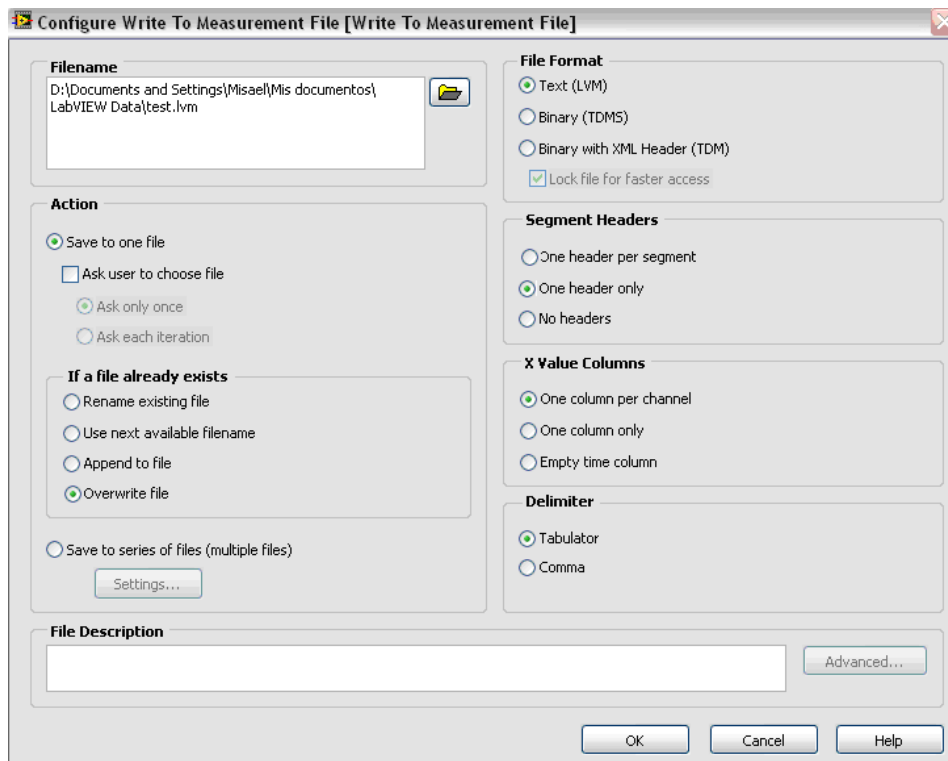 Configure Write To Measurement File [Write To Measurement File]
Filename
D:\Documents and Settings\Misael\Mis documentos\
LabVIEW Data\test.lvm
Action
Save to one file
Ask user to choose file
Ask only once
Ask each iteration
If a file already exists
Rename existing file
Use next available filename
Append to file
Overwrite file
Save to series of files (multiple files)
Settings...
File Format
Text (LVM)
Binary (TDMS)
Binary with XML Header (TDM)
Lock file for faster access
Segment Headers
One header per segment
One header only
No headers
X Value Columns
One column per channel
One column only
Empty time column
Delimiter
Tabulator
Comma
File Description
Advanced...
OK
Cancel
Help